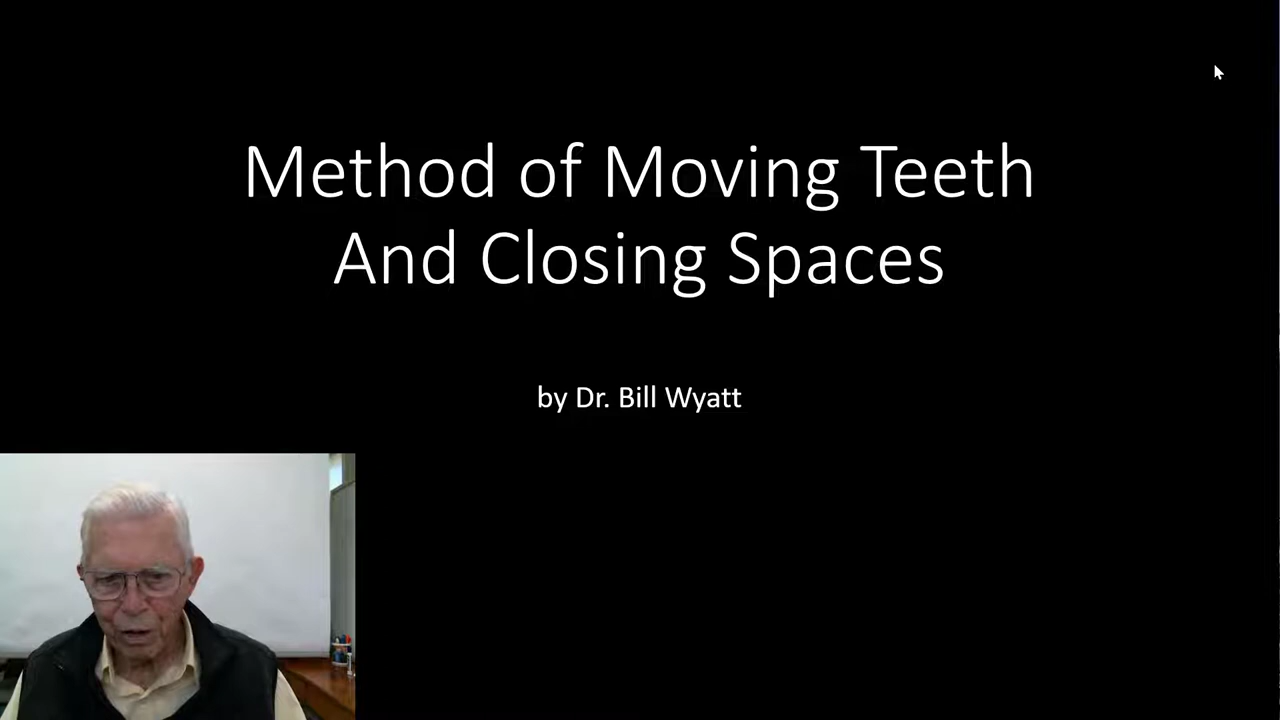 Method of Moving Teeth
And Closing Spaces
by Dr. Bill Wyatt